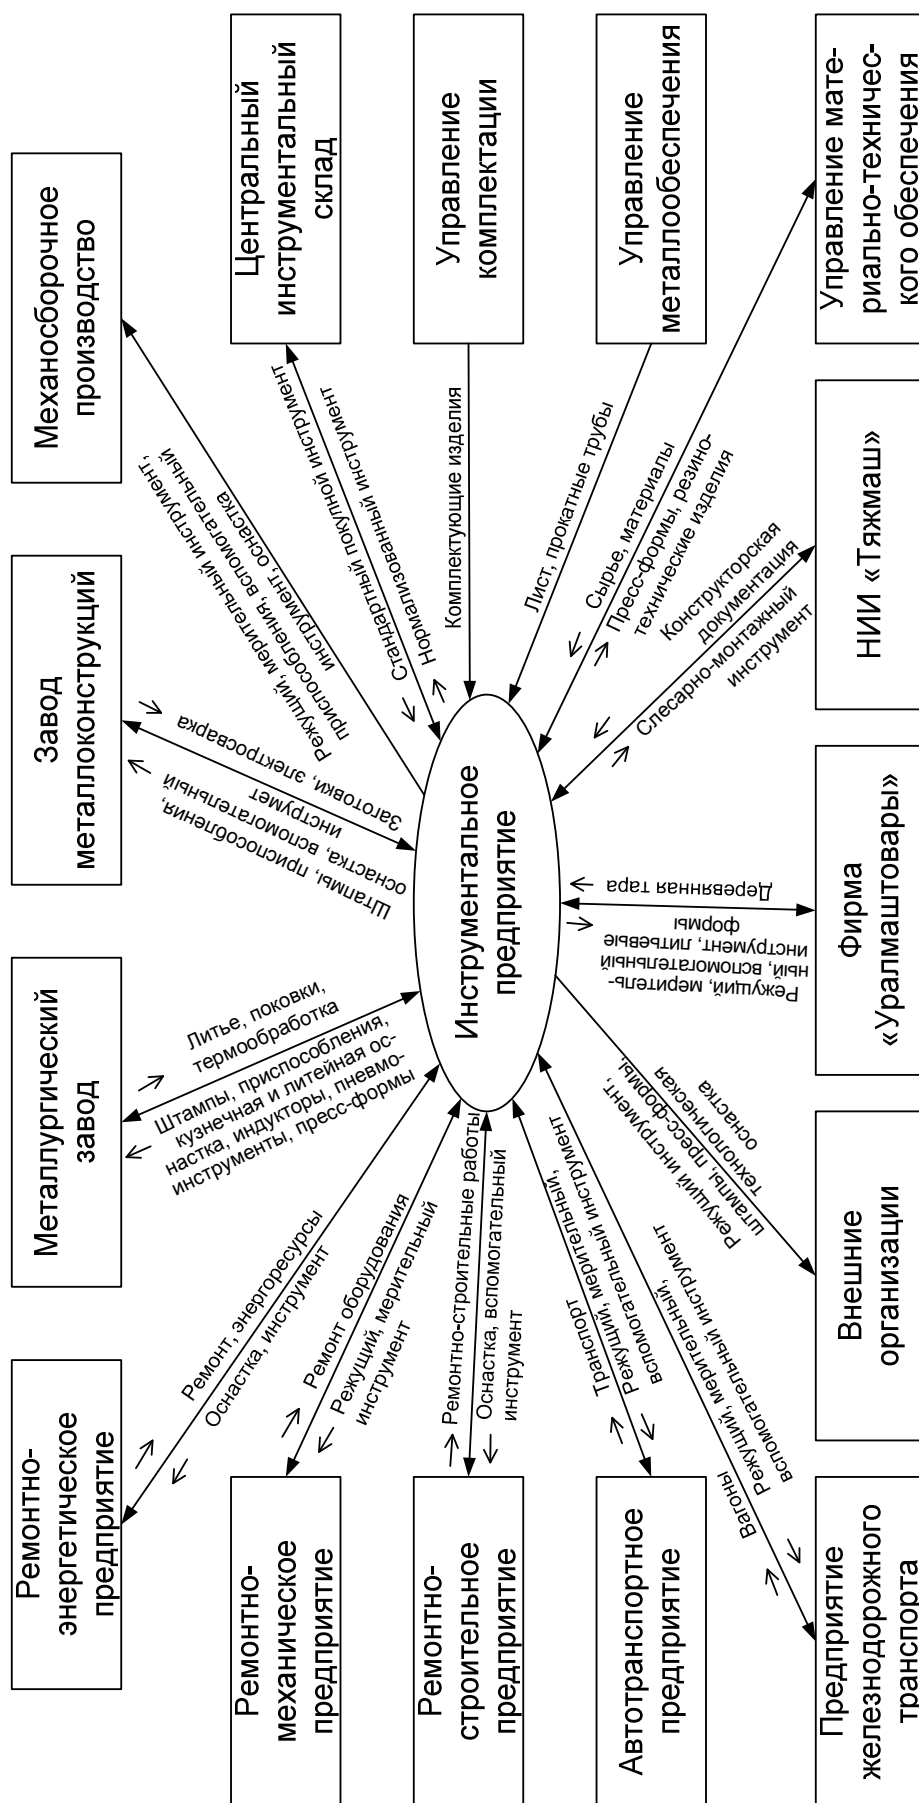 Ремонтно-
энергетическое
предприятие
Металлургический
завод
Завод
металлоконструкций
Механосборочное
производство
Ремонт, энергоресурсы
Оснастка, инструмент
Литье, поковки,
термообработка
Штампы, приспособления,
кузнечная и литейная ос-
настка, индукторы, пневмо-
инструменты, пресс-формы
Заготовки, электросварка
Штапмы, приспособления,
оснастка, вспомогательный
инструмет
Режущий, мерительный инструмент,
приспособления, вспомогательный
инструмент, оснастка
Ремонтно-
механическое
предприятие
Ремонт оборудования
Режущий, мерительный
инструмент
Стандартный покупной инструмент
Нормализованный инструмент
Центральный
инструментальный
склад
Ремонтно-
строительное
предприятие
Ремонтно-строительные работы
Оснастка, вспомогательный
инструмент
Инструментальное
предприятие
Комплектующие изделия
Управление
комплектации
Автотранспортное
предприятие
Транспорт
Режущий, мерительный,
вспомогательный инструмент
Лист, прокатные трубы
Управление
металлообеспечения
Вагоны
Режущий, мерительный,
вспомогательный инструмент
Режущий инструмент,
штампы, пресс-формы,
технологическая
оснастка
Деревянная тара
Режущий, меритель-
ный, вспомогательный
инструмент, литьевые
формы
Конструкторская
документация
Слесарно-монтажный
инструмент
Сырье, материалы
Пресс-формы, резино-
технические изделия
Предприятие
железнодорожного
транспорта
Внешние
организации
Фирма
«Уралмаштовары»
НИИ «Тяжмаш»
Управление мате-
риально-техничес-
кого обеспечения